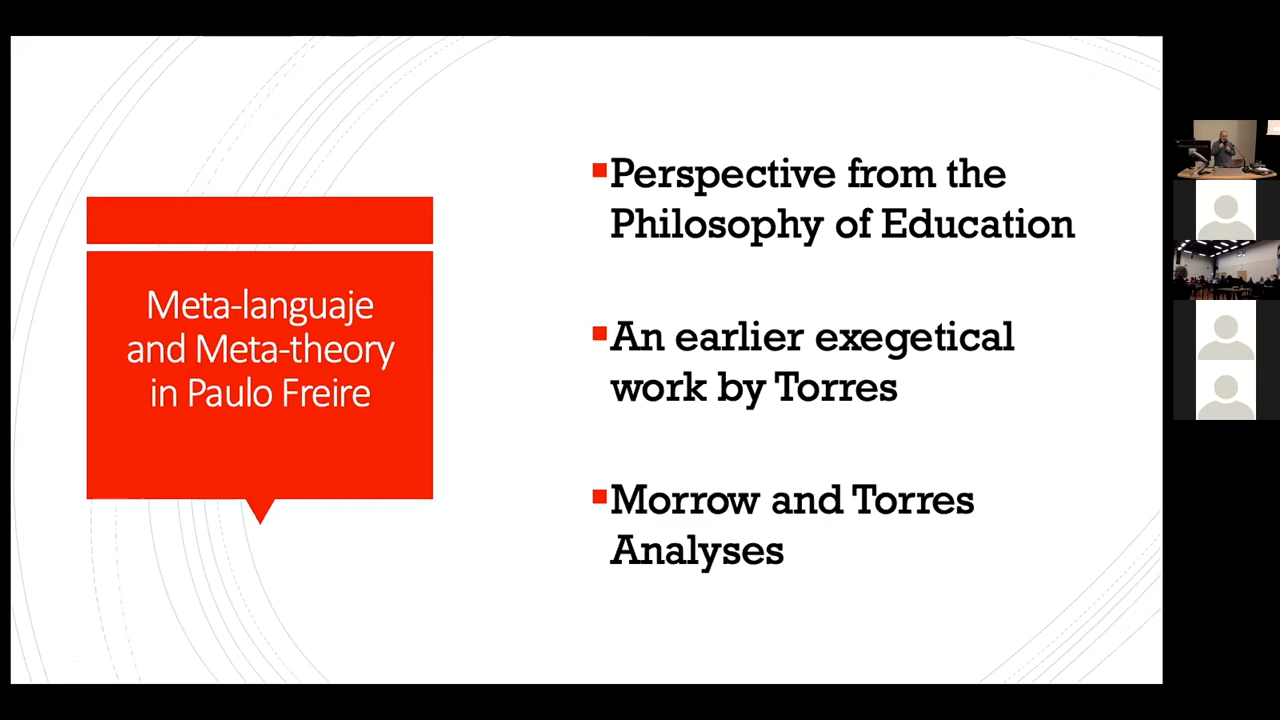 Meta-languaje
and Meta-theory
in Paulo Freire
Perspective from the
Philosophy of Education
An earlier exegetical
work by Torres
Morrow and Torres
Analyses